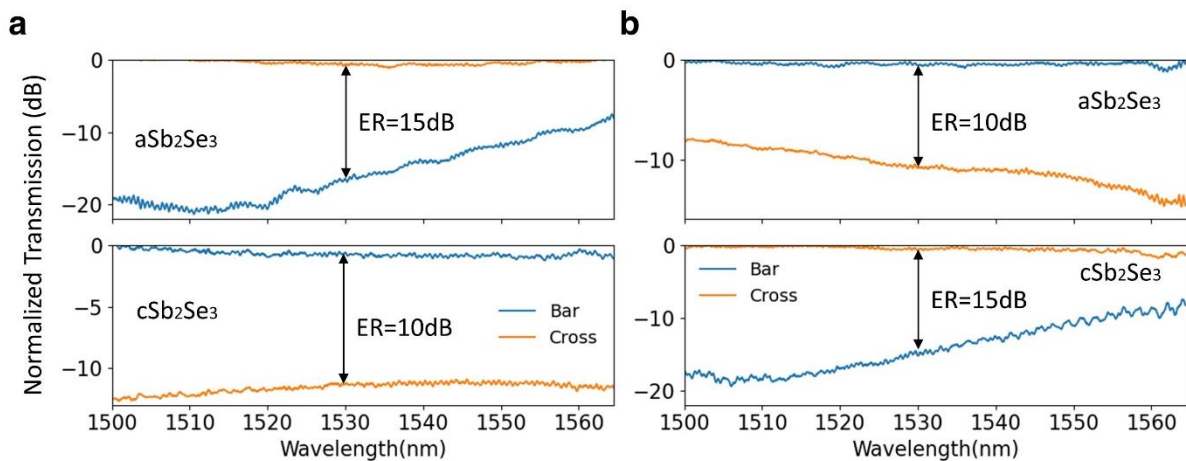 a
b
Normalized Transmission (dB)
0
−10
−20
aSb₂Se₃
ER=15dB
0
−5
−10
cSb₂Se₃
ER=10dB
Bar
Cross
1500 1510 1520 1530 1540 1550 1560
Wavelength(nm)
0
−10
aSb₂Se₃
ER=10dB
0
−10
−20
cSb₂Se₃
Bar
Cross
ER=15dB
1500 1510 1520 1530 1540 1550 1560
Wavelength(nm)